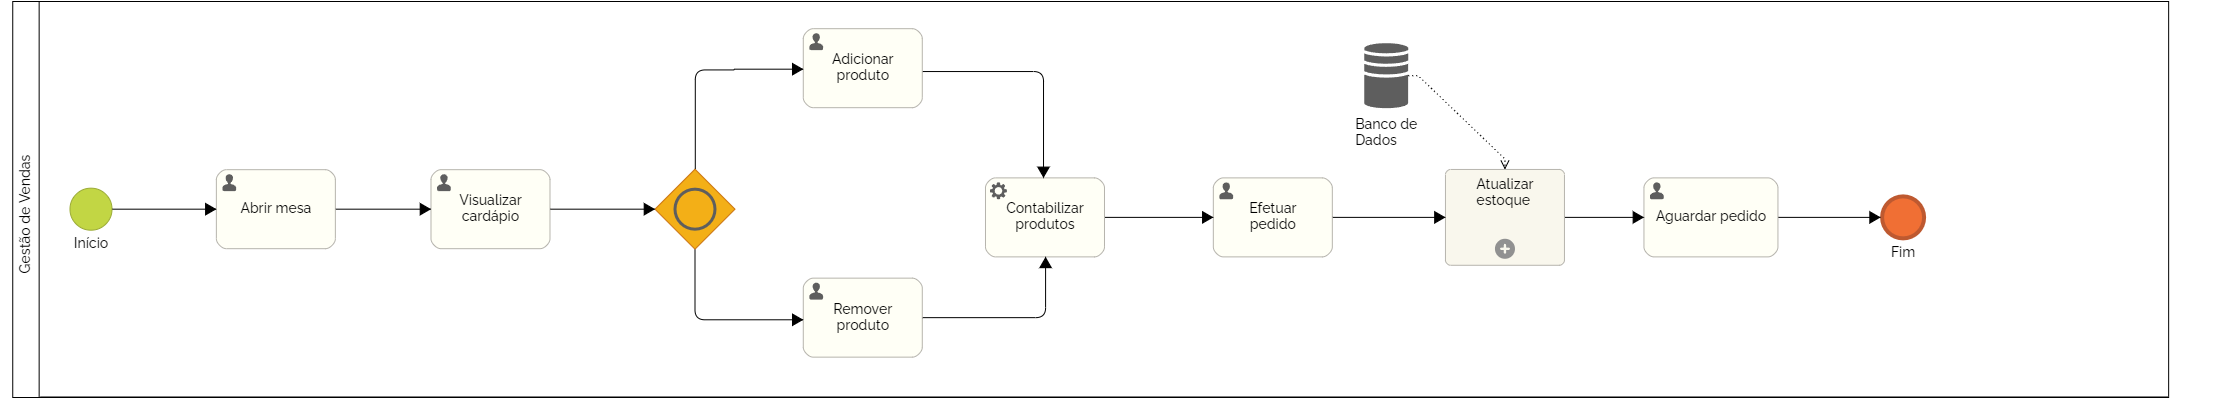 Gestão de Vendas
Início
Abrir mesa
Visualizar
cardápio
Adicionar
produto
Remover
produto
Contabilizar
produtos
Efetuar
pedido
Banco de
Dados
Atualizar
estoque
Aguardar pedido
Fim